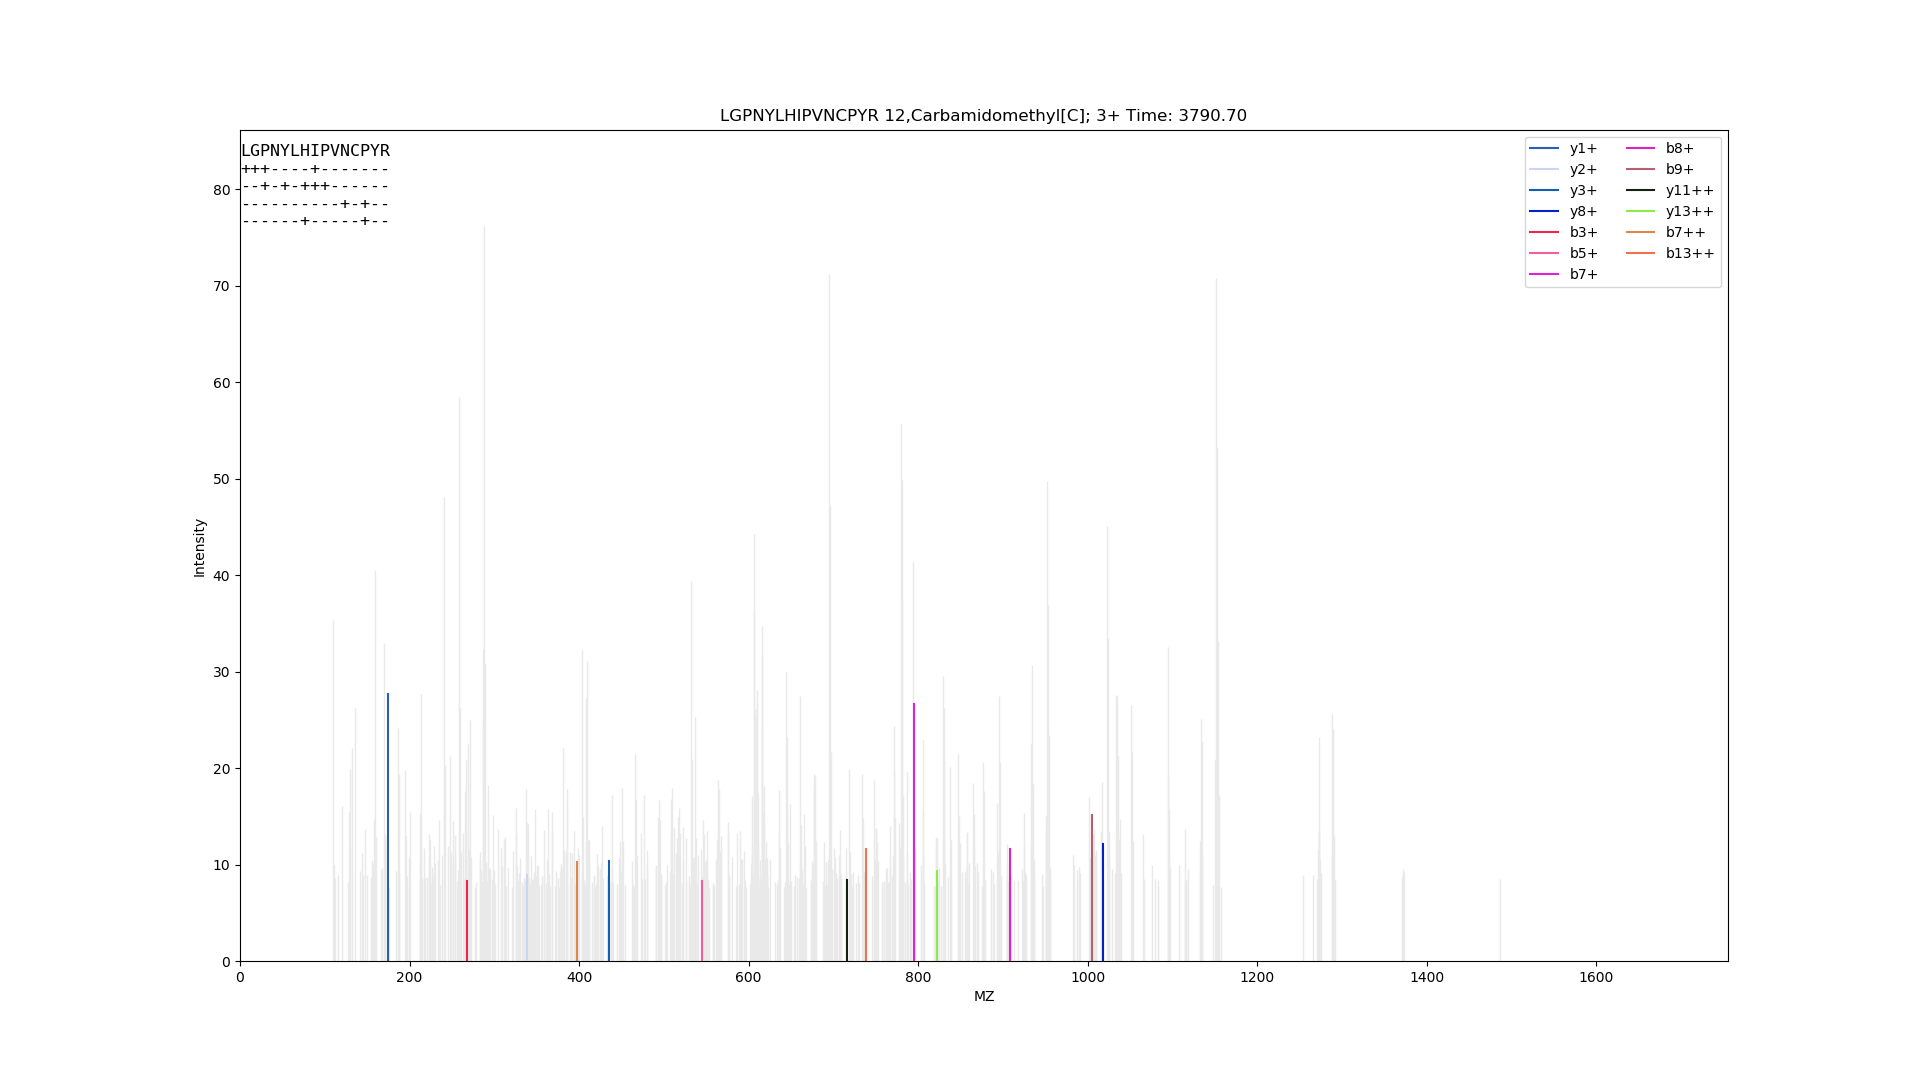 LGPNYLHIPVNCPYR 12,Carbamidomethyl[C]; 3+ Time: 3790.70
LGPNYLHIPVNCPYR
+++----+-------
--+-+-+++------
----------+-+--
------+-----+--
y1+
y2+
y3+
y8+
b3+
b5+
b7+
b8+
b9+
y11++
y13++
b7++
b13++
80
70
60
50
40
30
20
10
0
Intensity
0 200 400 600 800 1000 1200 1400 1600
MZ